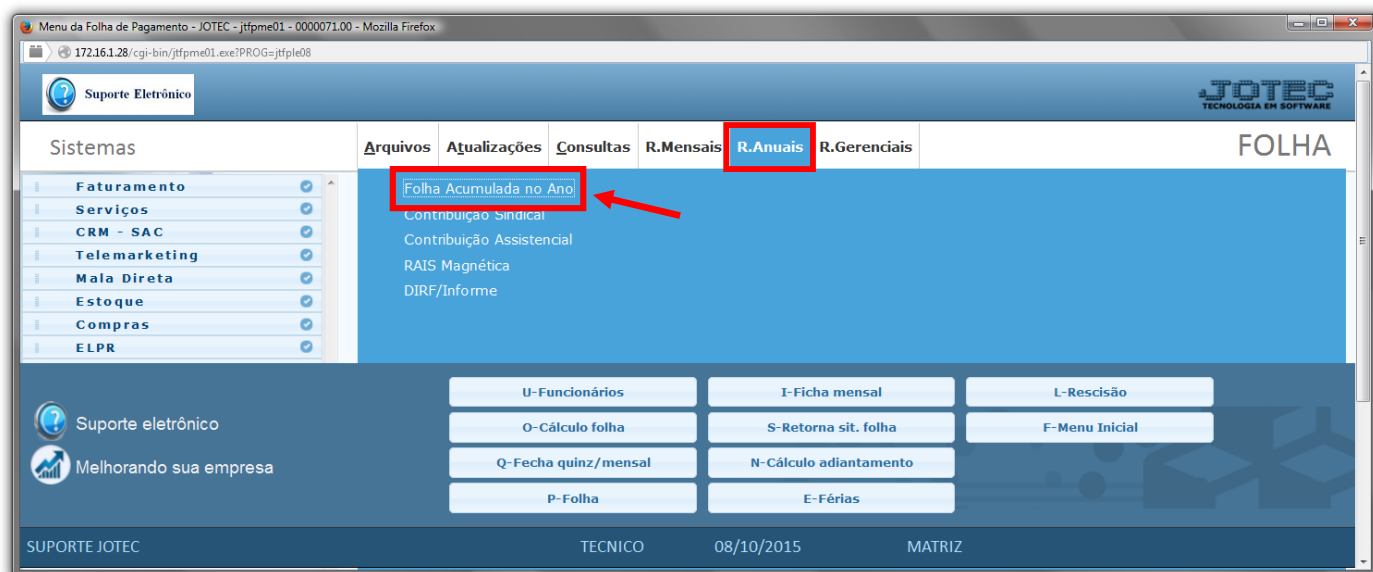 Menu da Folha de Pagamento - JOTEC - jtfpme01 - 0000071.00 - Mozilla Firefox
172.16.1.28/cgi-bin/jtfpme01.exe?PROG=jtfple08
Suporte Eletrônico
JOTEC
TECNOLOGIA EM SOFTWARE
Sistemas
Arquivos Atualizações Consultas R.Mensais R.Anuais R.Gerenciais
FOLHA
Faturamento
Serviços
CRM - SAC
Telemarketing
Mala Direta
Estoque
Compras
ELPR
Folha Acumulada no Ano
Contribuição Sindical
Contribuição Assistencial
RAIS Magnética
DIRF/Informe
U-Funcionários I-Ficha mensal L-Rescisão
O-Cálculo folha S-Retorna sit. folha F-Menu Inicial
Q-Fecha quinz/mensal N-Cálculo adiantamento
P-Folha E-Férias
Suporte eletrônico
Melhorando sua empresa
SUPORTE JOTEC TECNICO 08/10/2015 MATRIZ